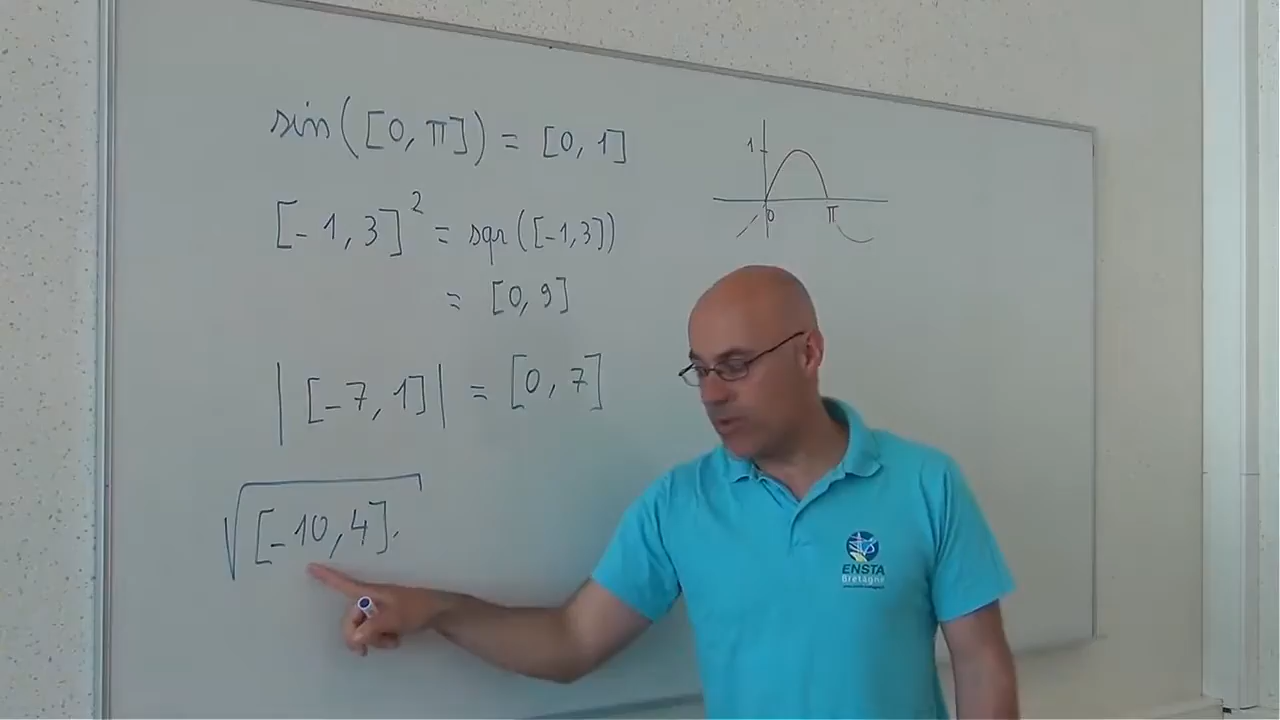 sin([0, π]) = [0, 1]
[-1, 3]² = sqr([-1,3])
= [0, 9]
|[-7, 1]| = [0, 7]
√[-10, 4].
1
0 π
ENSTA
Bretagne